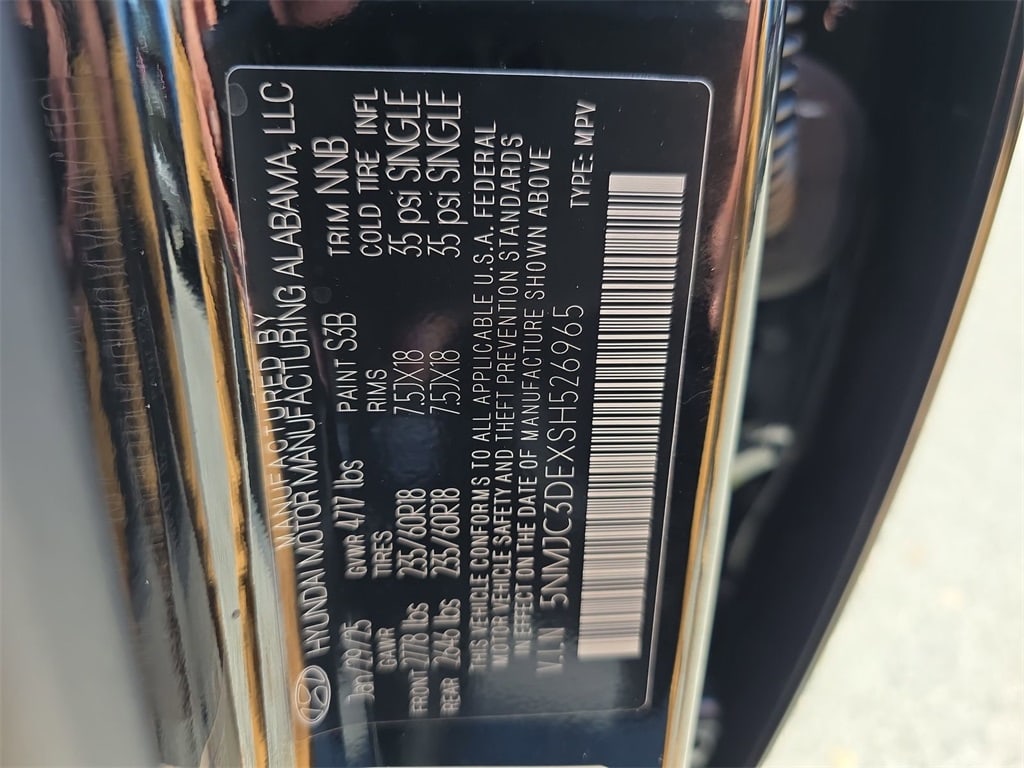 MANUFACTURED BY
HYUNDAI MOTOR MANUFACTURING ALABAMA, LLC
GVWR 4717 lbs PAINT S3B TRIM NNB
GAWR TIRES RIMS COLD TIRE INFL
FRONT 2778 lbs 235/60R18 7.5JX18 35 psi SINGLE
REAR 2646 lbs 235/60R18 7.5JX18 35 psi SINGLE
THIS VEHICLE CONFORMS TO ALL APPLICABLE U.S.A. FEDERAL
MOTOR VEHICLE SAFETY AND THEFT PREVENTION STANDARDS
IN EFFECT ON THE DATE OF MANUFACTURE SHOWN ABOVE
V.I.N 5NMJC3DEXSH526965
TYPE: MPV